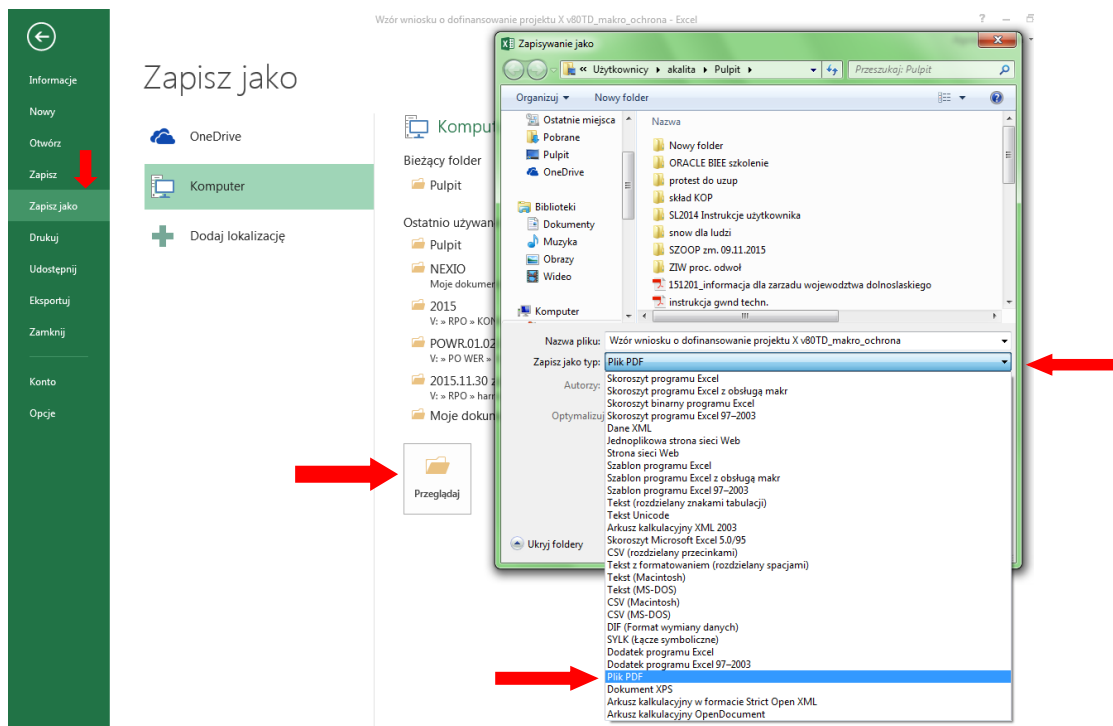 Wzór wniosku o dofinansowanie projektu X v80TD_makro_ochrona - Excel
Informacje
Nowy
Otwórz
Zapisz
Zapisz jako
Drukuj
Udostępnij
Eksportuj
Zamknij
Konto
Opcje
Zapisz jako
OneDrive
Komputer
Dodaj lokalizację
Komput
Bieżący folder
Pulpit
Ostatnio używan
Pulpit
NEXIO
Moje dokumen
2015
V: » RPO » KON
POWR.01.02
V: » PO WER »
2015.11.30 z
V: » RPO » harr
Moje dokun
Przeglądaj
Zapisywanie jako
« Użytkownicy akalita Pulpit
Przeszukaj: Pulpit
Organizuj Nowy folder
Ostatnie miejsca
Pobrane
Pulpit
OneDrive
Biblioteki
Dokumenty
Muzyka
Obrazy
Wideo
Komputer
Nazwa
Nowy folder
ORACLE BIEE szkolenie
protest do uzup
skład KOP
SL2014 Instrukcje użytkownika
snow dla ludzi
SZOOP zm. 09.11.2015
ZIW proc. odwoł
151201_informacja dla zarzadu wojewodztwa dolnoslaskiego
instrukcja gwnd techn.
Nazwa pliku: Wzór wniosku o dofinansowanie projektu X v80TD_makro_ochrona
Zapisz jako typ: Plik PDF
Autorzy:
Optymalizuj
Ukryj foldery
Skoroszyt programu Excel
Skoroszyt programu Excel z obsługą makr
Skoroszyt binarny programu Excel
Skoroszyt programu Excel 97–2003
Dane XML
Jednoplikowa strona sieci Web
Strona sieci Web
Szablon programu Excel
Szablon programu Excel z obsługą makr
Szablon programu Excel 97–2003
Tekst (rozdzielany znakami tabulacji)
Tekst Unicode
Arkusz kalkulacyjny XML 2003
Skoroszyt Microsoft Excel 5.0/95
CSV (rozdzielany przecinkami)
Tekst z formatowaniem (rozdzielany spacjami)
Tekst (Macintosh)
Tekst (MS-DOS)
CSV (Macintosh)
CSV (MS-DOS)
DIF (Format wymiany danych)
SYLK (Łącze symboliczne)
Dodatek programu Excel
Dodatek programu Excel 97–2003
Plik PDF
Dokument XPS
Arkusz kalkulacyjny w formacie Strict Open XML
Arkusz kalkulacyjny OpenDocument